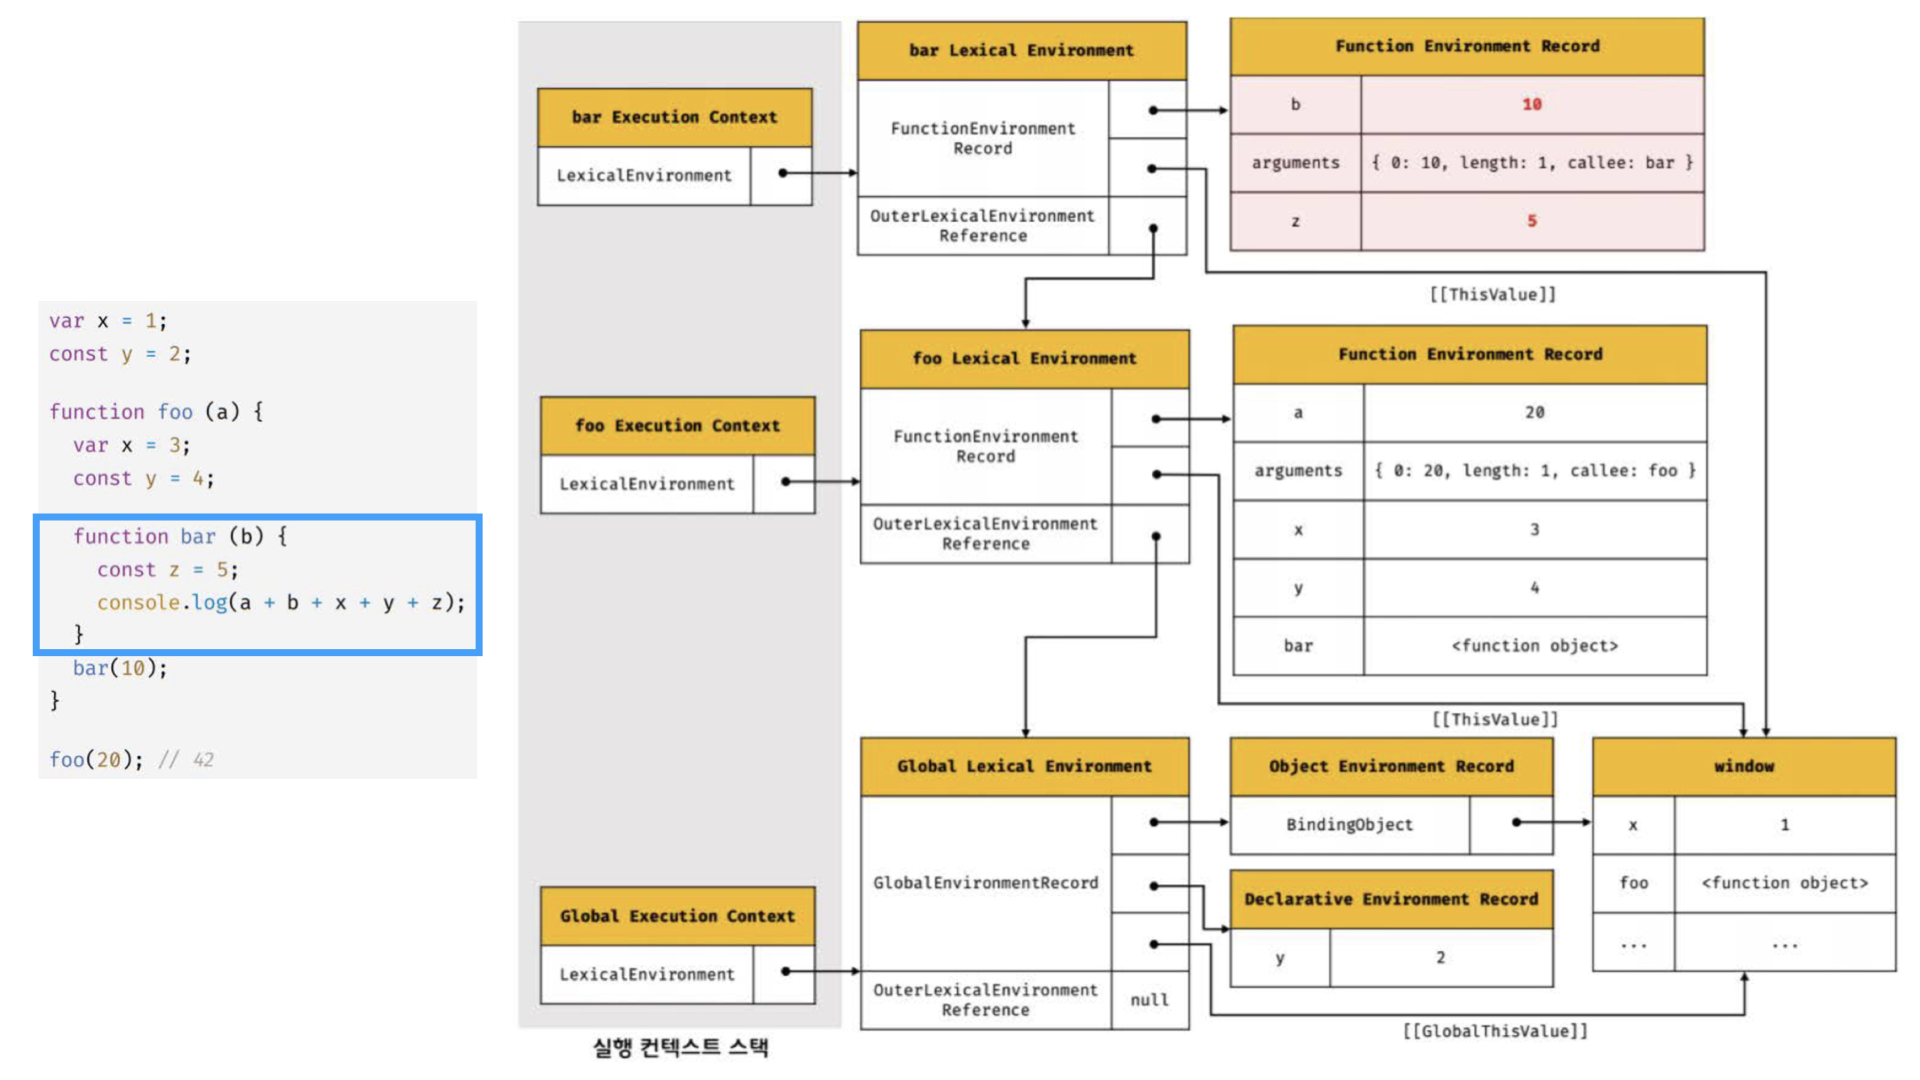 var x = 1;
const y = 2;
function foo (a) {
var x = 3;
const y = 4;
function bar (b) {
const z = 5;
console.log(a + b + x + y + z);
}
bar(10);
}
foo(20); // 42
bar Execution Context
LexicalEnvironment
bar Lexical Environment
FunctionEnvironment
Record
OuterLexicalEnvironment
Reference
Function Environment Record
b 10
arguments { 0: 10, length: 1, callee: bar }
z 5
[[ThisValue]]
foo Execution Context
LexicalEnvironment
foo Lexical Environment
FunctionEnvironment
Record
OuterLexicalEnvironment
Reference
Function Environment Record
a 20
arguments { 0: 20, length: 1, callee: foo }
x 3
y 4
bar <function object>
[[ThisValue]]
Global Execution Context
LexicalEnvironment
Global Lexical Environment
GlobalEnvironmentRecord
OuterLexicalEnvironment
Reference
null
Object Environment Record
BindingObject
Declarative Environment Record
y 2
window
x 1
foo <function object>
... ...
[[GlobalThisValue]]
실행 컨텍스트 스택